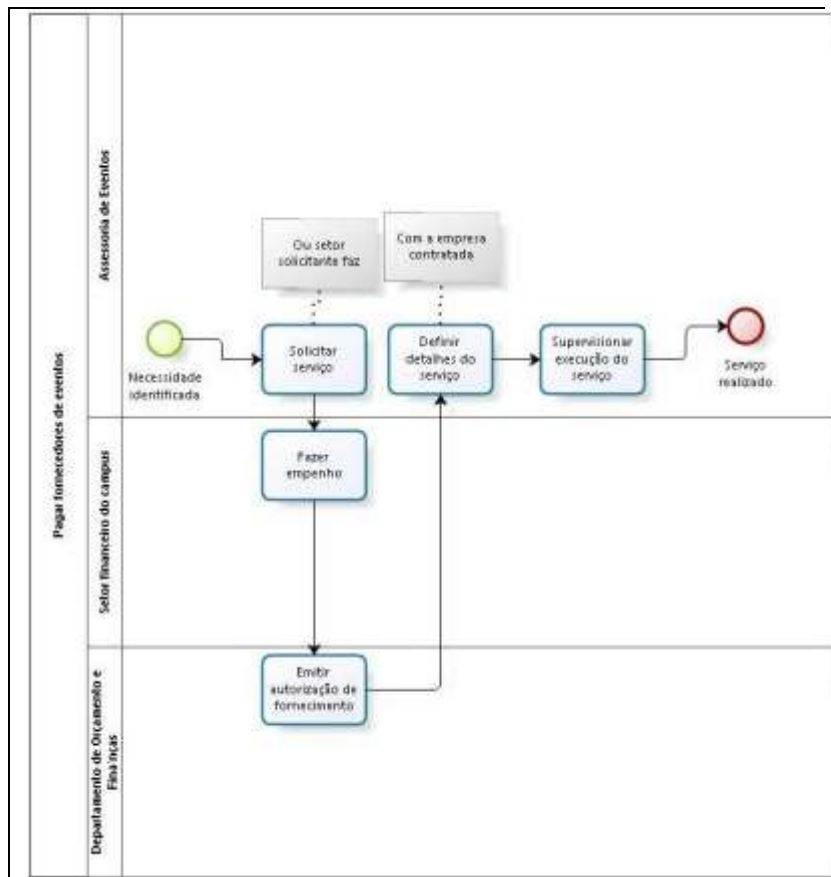 Pagar fornecedores de eventos
Assessoria de Eventos
Ou setor
solicitante faz
Com a empresa
contratada
Necessidade
identificada
Solicitar
serviço
Definir
detalhes do
serviço
Supervisionar
execução do
serviço
Serviço
realizado
Setor financeiro do campus
Fazer
empenho
Departamento de Orçamento e
Finanças
Emitir
autorização de
fornecimento